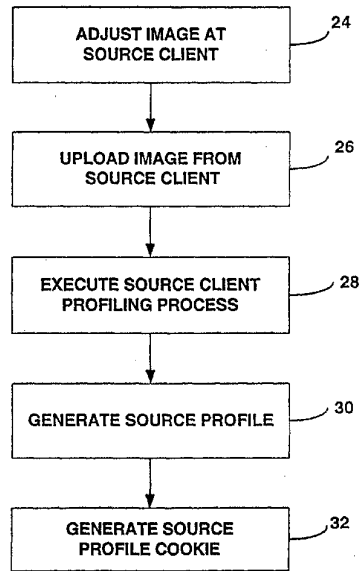 ADJUST IMAGE AT
SOURCE CLIENT
24
UPLOAD IMAGE FROM
SOURCE CLIENT
26
EXECUTE SOURCE CLIENT
PROFILING PROCESS
28
GENERATE SOURCE PROFILE
30
GENERATE SOURCE
PROFILE COOKIE
32